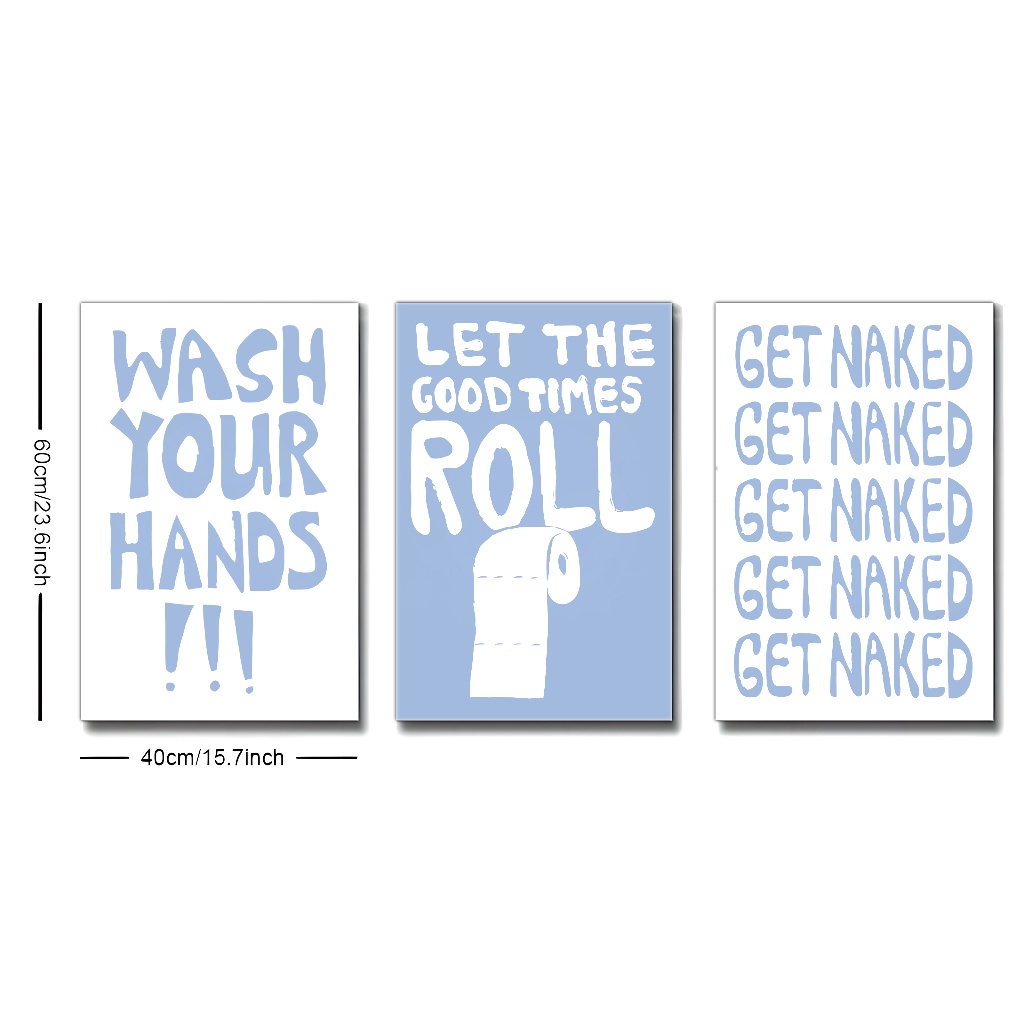 WASH
YOUR
HANDS
!!!
LET THE
GOOD TIMES
ROLL
GET NAKED
GET NAKED
GET NAKED
GET NAKED
GET NAKED
60cm/23.6inch
40cm/15.7inch